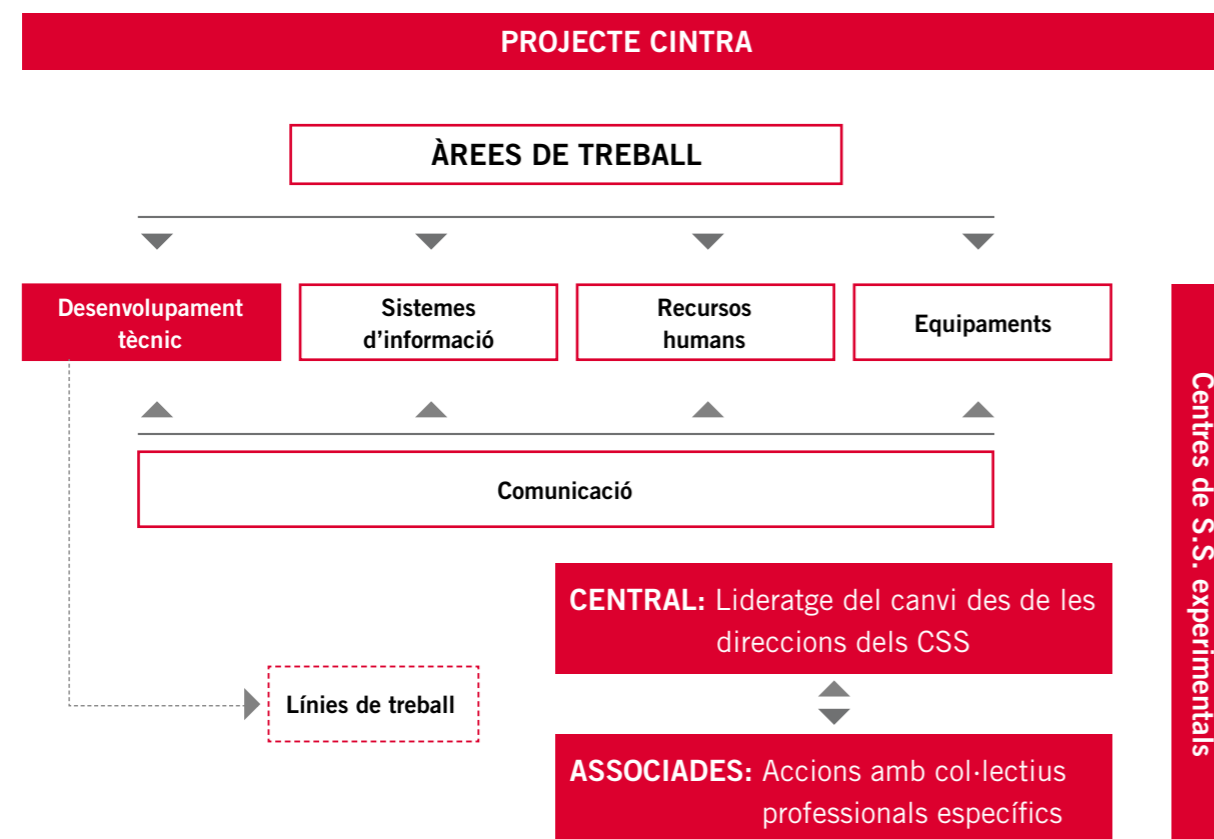 PROJECTE CINTRA
ÀREES DE TREBALL
Desenvolupament
tècnic
Sistemes
d'informació
Recursos
humans
Equipaments
Comunicació
CENTRAL: Lideratge del canvi des de les
direccions dels CSS
Línies de treball
ASSOCIADES: Accions amb col·lectius
professionals específics
Centres de S.S. experimentals